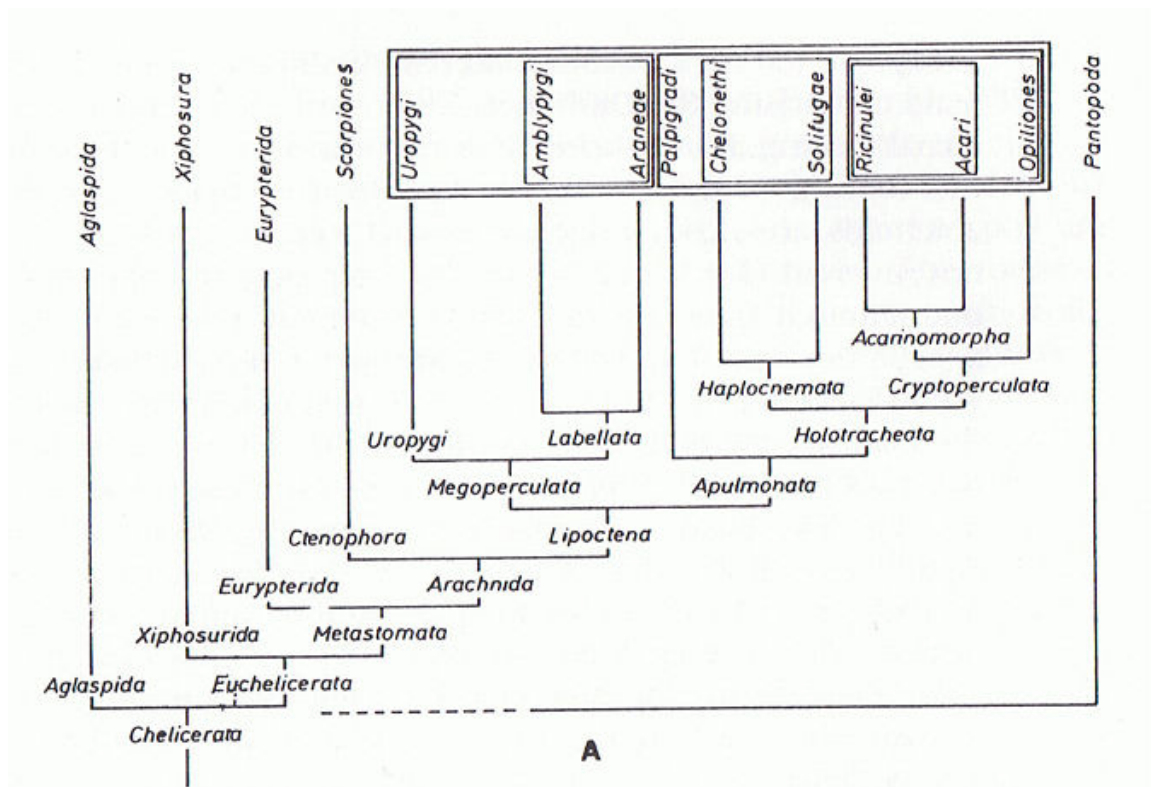 Aglaspida
Xiphosura
Eurypterida
Scorpiones
Uropygi
Amblypygi
Araneae
Palpigradi
Chelonethi
Solifugae
Ricinulei
Acari
Opiliones
Pantopoda
Acarinomorpha
Haplocnemata Cryptoperculata
Uropygi Labellata Holotracheata
Megoperculata Apulmonata
Ctenophora Lipoctena
Eurypterida Arachnida
Xiphosurida Metastomata
Aglaspida Euchelicerata
Chelicerata
A